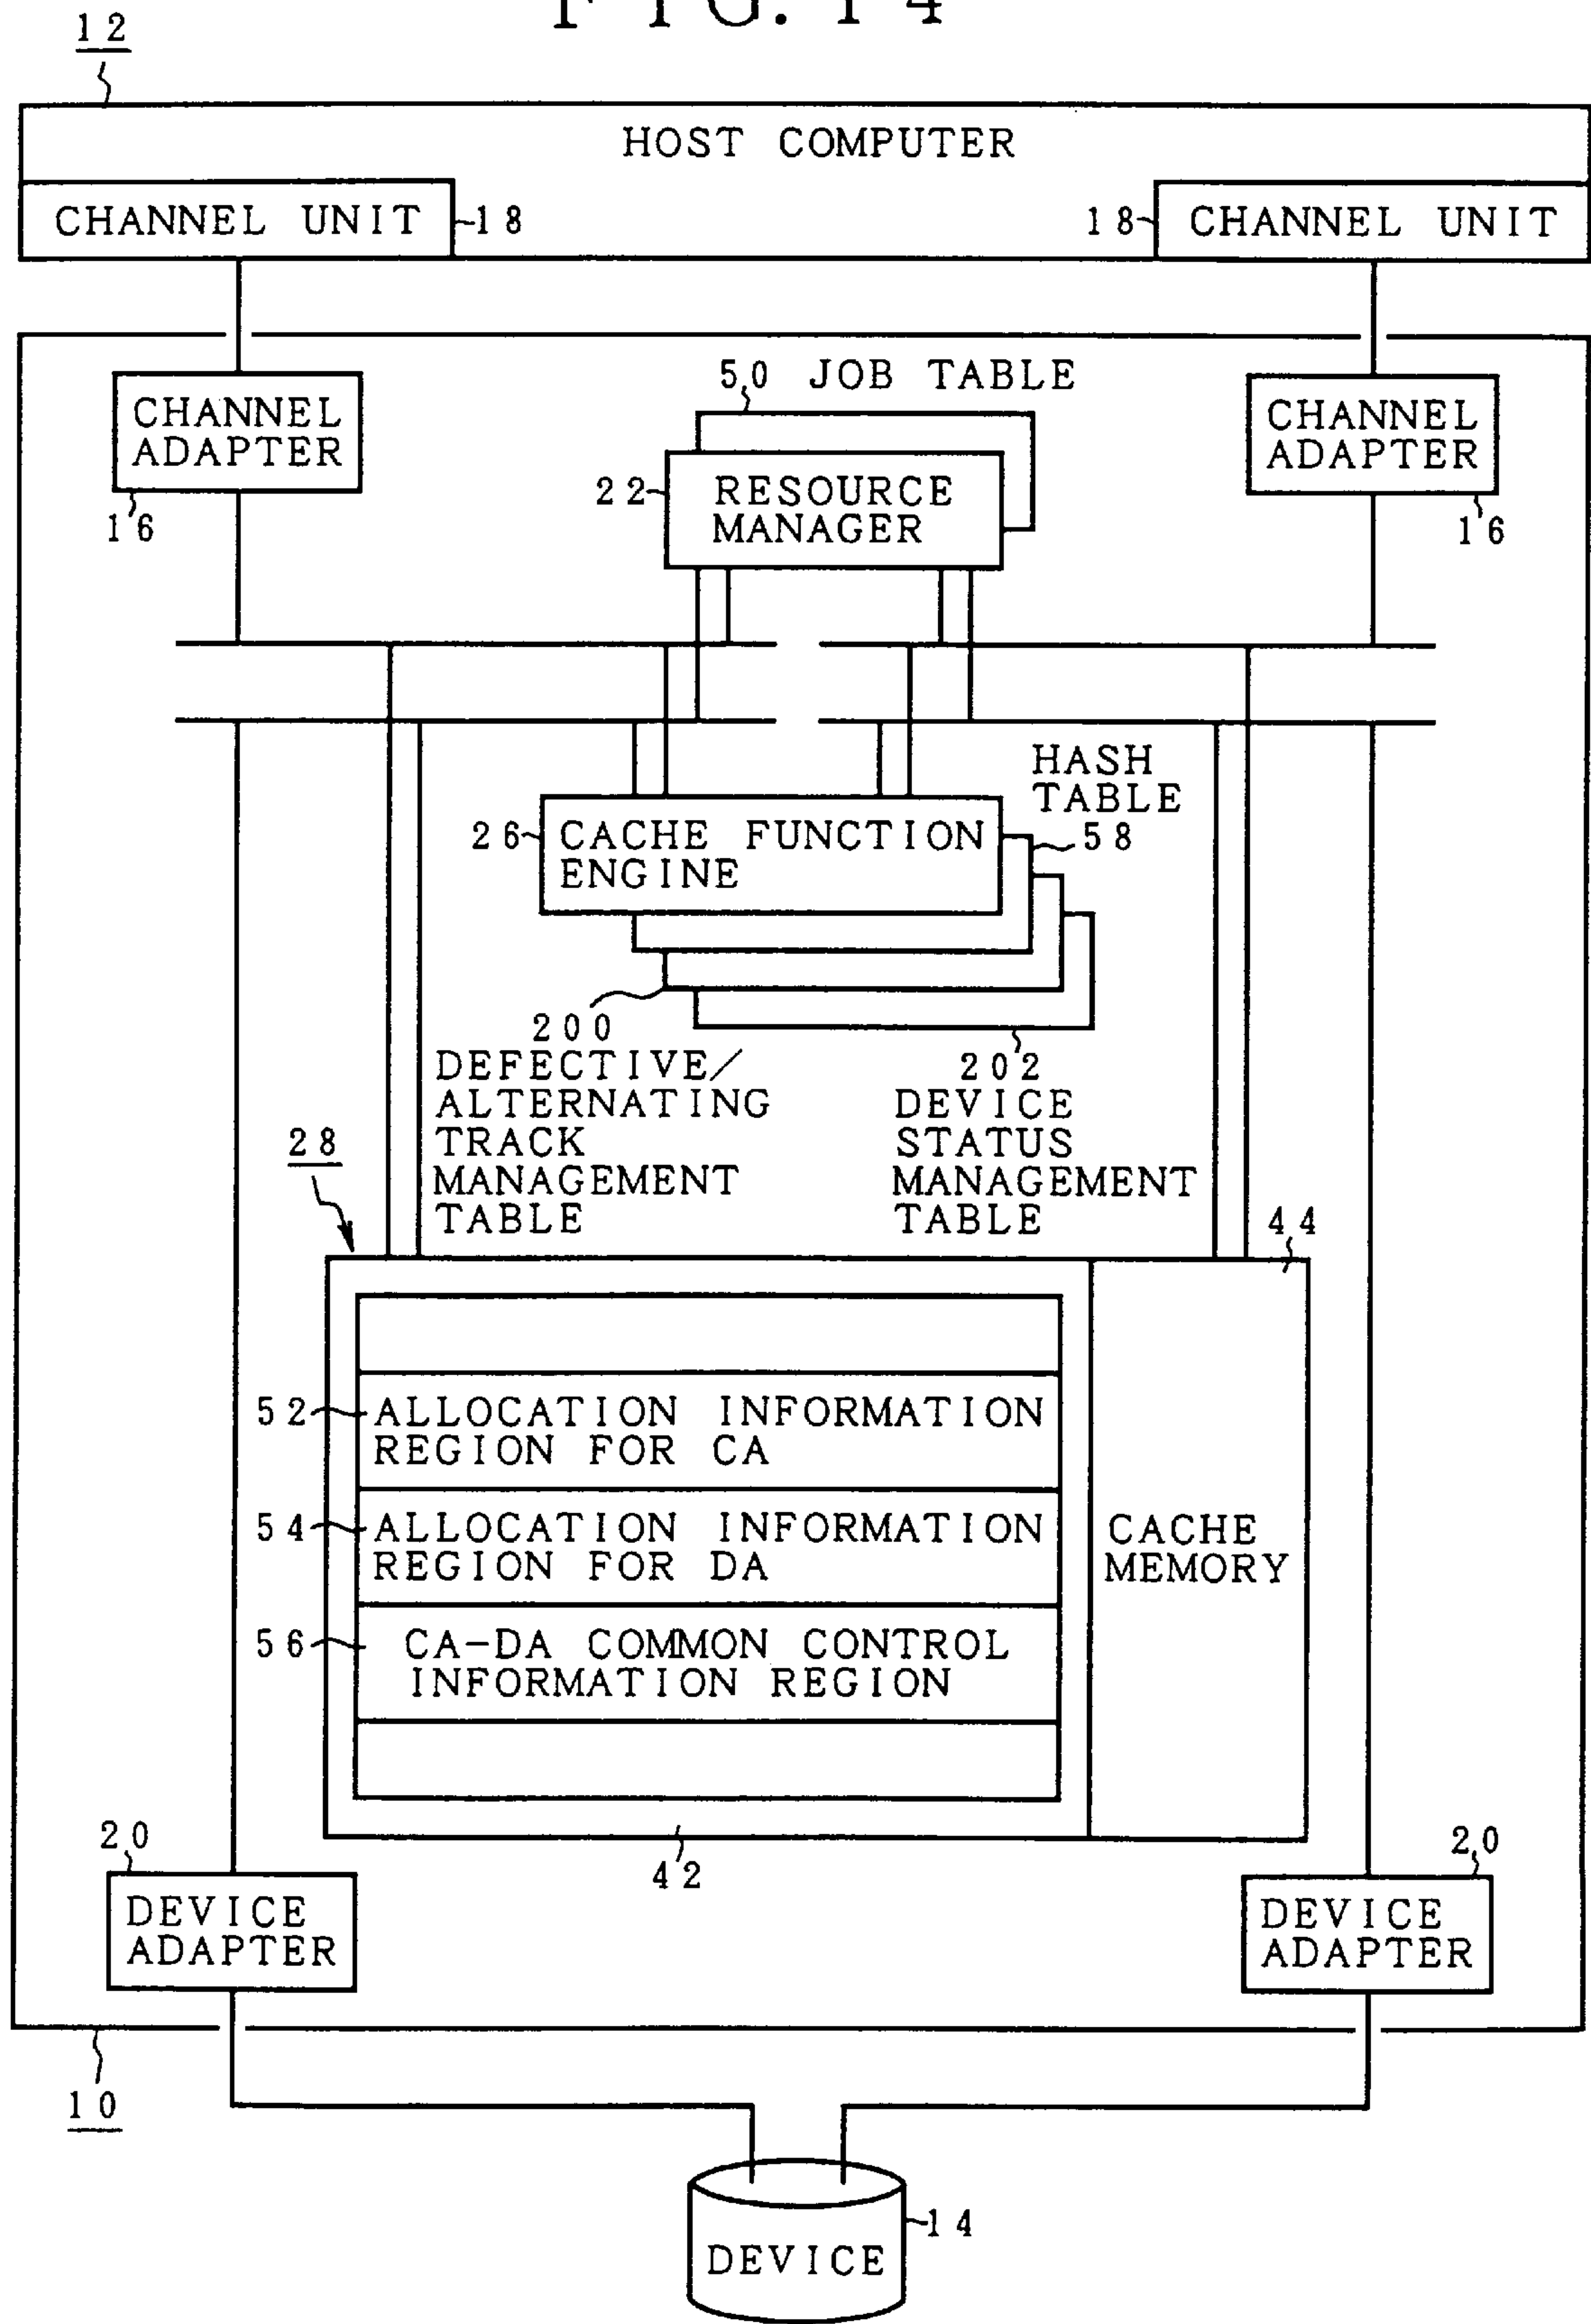 FIG. 14
12
HOST COMPUTER
CHANNEL UNIT
18
18
CHANNEL UNIT
50 JOB TABLE
CHANNEL
ADAPTER
16
22
RESOURCE
MANAGER
CHANNEL
ADAPTER
16
HASH
TABLE
58
26
CACHE FUNCTION
ENGINE
200
DEFECTIVE/
ALTERNATING
TRACK
MANAGEMENT
TABLE
202
DEVICE
STATUS
MANAGEMENT
TABLE
28
44
52
ALLOCATION INFORMATION
REGION FOR CA
54
ALLOCATION INFORMATION
REGION FOR DA
56
CA-DA COMMON CONTROL
INFORMATION REGION
CACHE
MEMORY
42
20
DEVICE
ADAPTER
20
DEVICE
ADAPTER
10
14
DEVICE